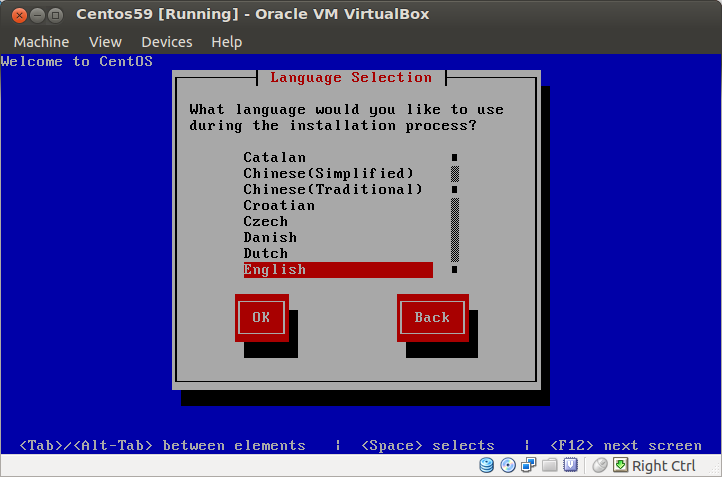 Centos59 [Running] - Oracle VM VirtualBox
Machine View Devices Help
Welcome to CentOS
Language Selection
What language would you like to use
during the installation process?
Catalan
Chinese(Simplified)
Chinese(Traditional)
Croatian
Czech
Danish
Dutch
English
OK Back
<Tab>/<Alt-Tab> between elements | <Space> selects | <F12> next screen
Right Ctrl